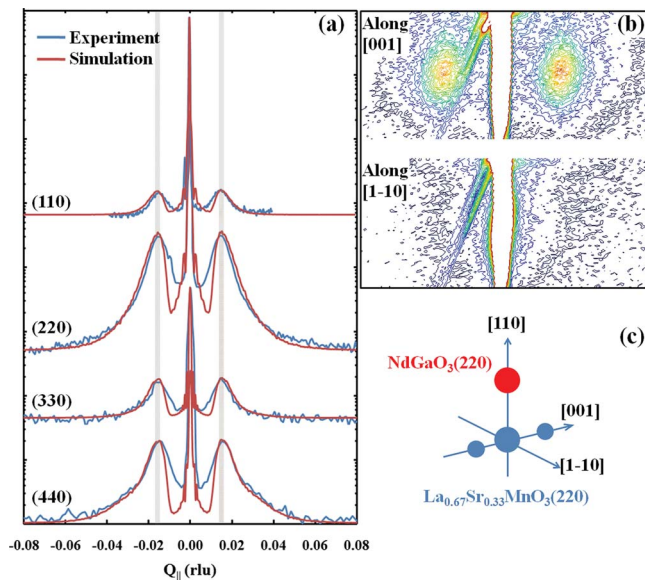 (a)
Experiment
Simulation
(110)
(220)
(330)
(440)
-0.08 -0.06 -0.04 -0.02 0.00 0.02 0.04 0.06 0.08
Q|| (rlu)
Along
[001]
(b)
Along
[1-10]
[110]
(c)
NdGaO₃(220)
[001]
[1-10]
La₀.₆₇Sr₀.₃₃MnO₃(220)